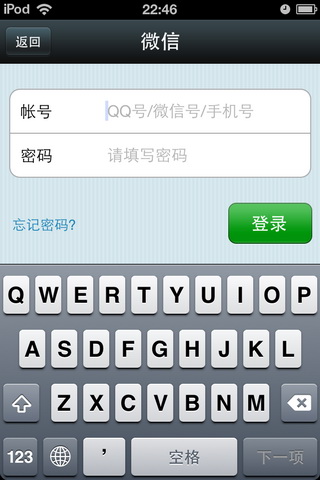 iPod 22:46
返回 微信
帐号 QQ号/微信号/手机号
密码 请填写密码
忘记密码? 登录
Q W E R T Y U I O P
A S D F G H J K L
Z X C V B N M
123 , 空格 下一项